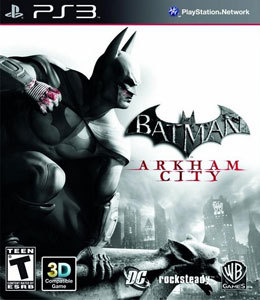 PS3
PlayStation®Network
BATMAN
ARKHAM
CITY
TEEN
T
ESRB
3D
Compatible
Game
DC
rocksteady
WB
GAMES